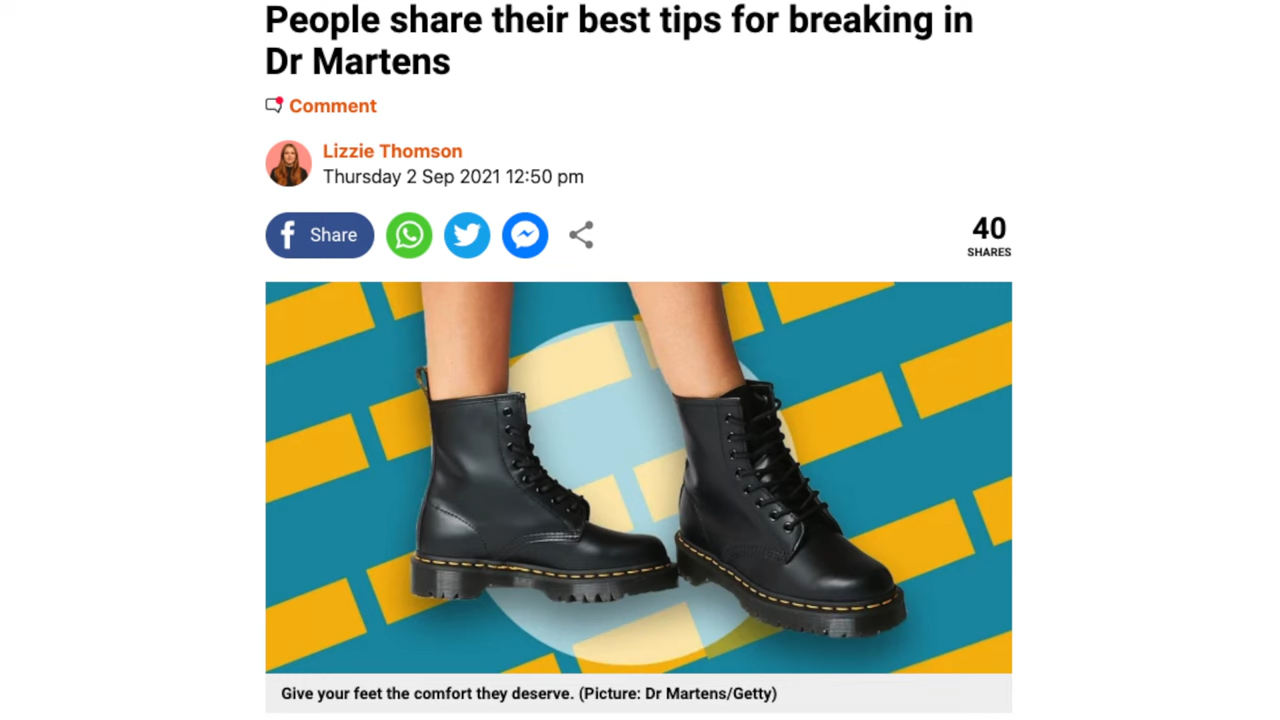 People share their best tips for breaking in
Dr Martens
Comment
Lizzie Thomson
Thursday 2 Sep 2021 12:50 pm
Share
40
SHARES
Give your feet the comfort they deserve. (Picture: Dr Martens/Getty)